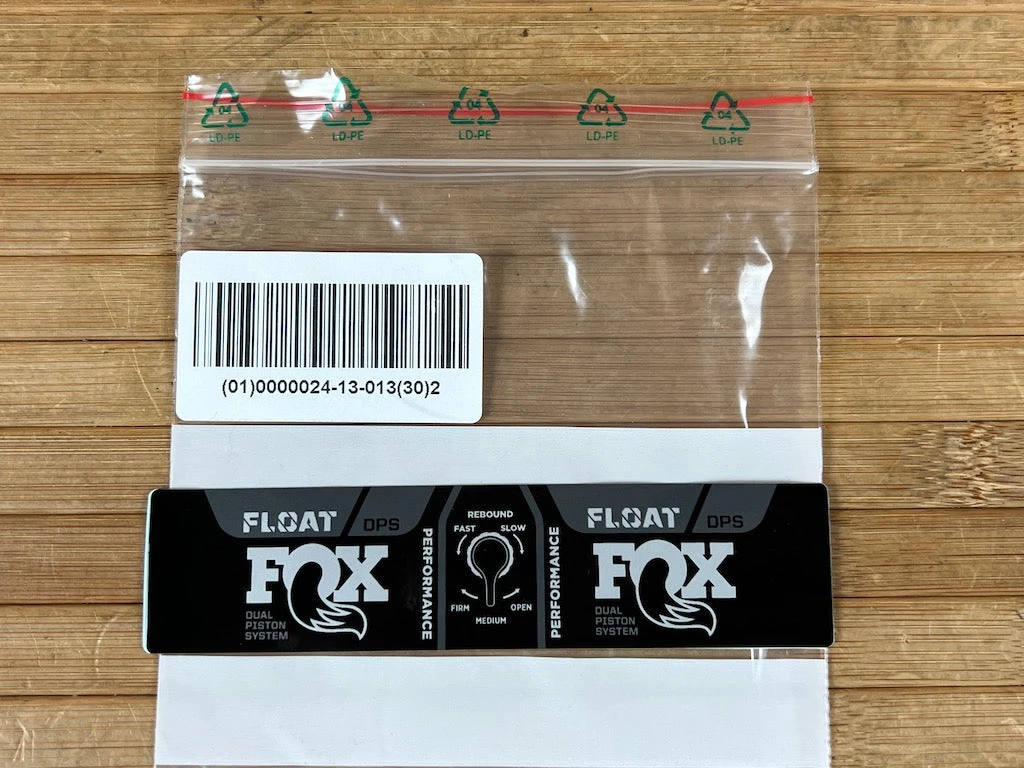 04 04 04 04 04
LD-PE LD-PE LD-PE LD-PE LD-PE
(01)0000024-13-013(30)2
FLOAT DPS
FOX
DUAL
PISTON
SYSTEM
PERFORMANCE
REBOUND
FAST SLOW
FIRM OPEN
MEDIUM
PERFORMANCE
FLOAT DPS
FOX
DUAL
PISTON
SYSTEM